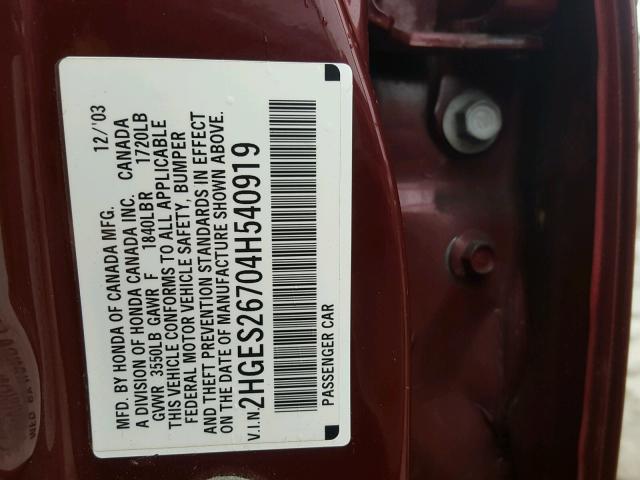 MFD. BY HONDA OF CANADA MFG. 12/'03
A DIVISION OF HONDA CANADA INC. CANADA
GVWR 3550LB GAWR F 1840LB R 1720LB
THIS VEHICLE CONFORMS TO ALL APPLICABLE
FEDERAL MOTOR VEHICLE SAFETY, BUMPER
AND THEFT PREVENTION STANDARDS IN EFFECT
ON THE DATE OF MANUFACTURE SHOWN ABOVE.
V.I.N. 2HGES26704H540919
PASSENGER CAR